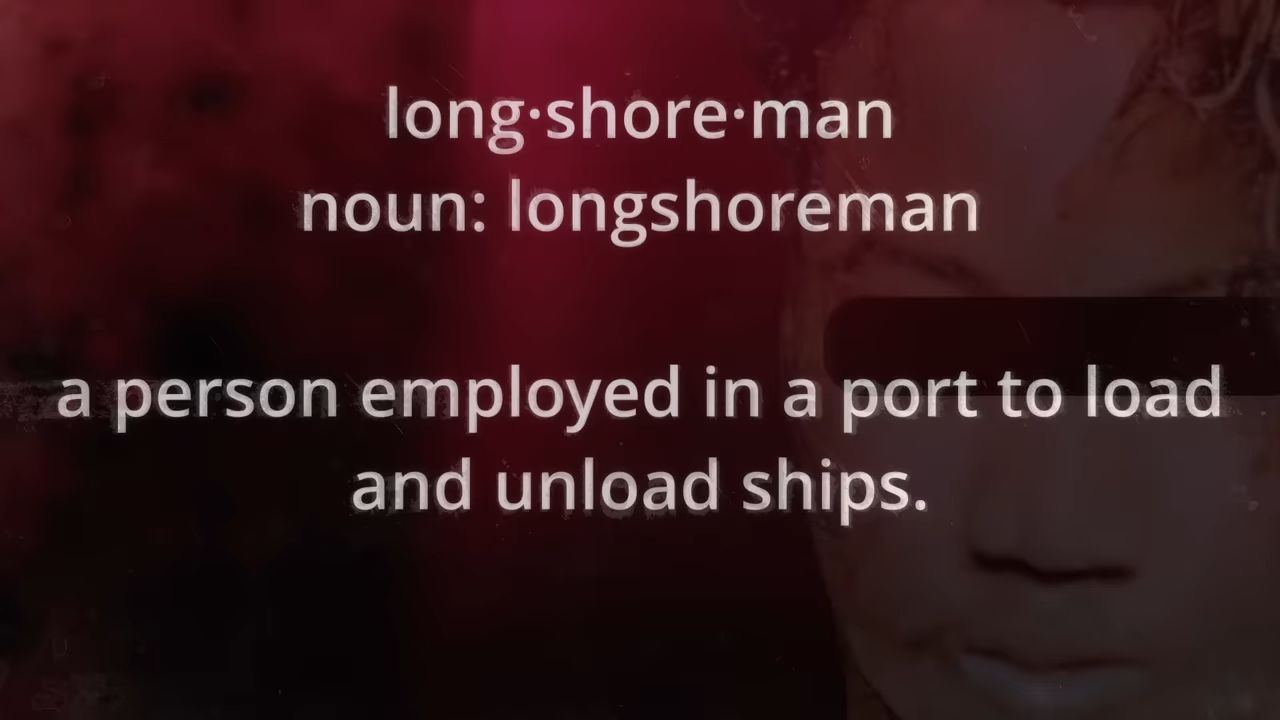 long·shore·man
noun: longshoreman
a person employed in a port to load
and unload ships.